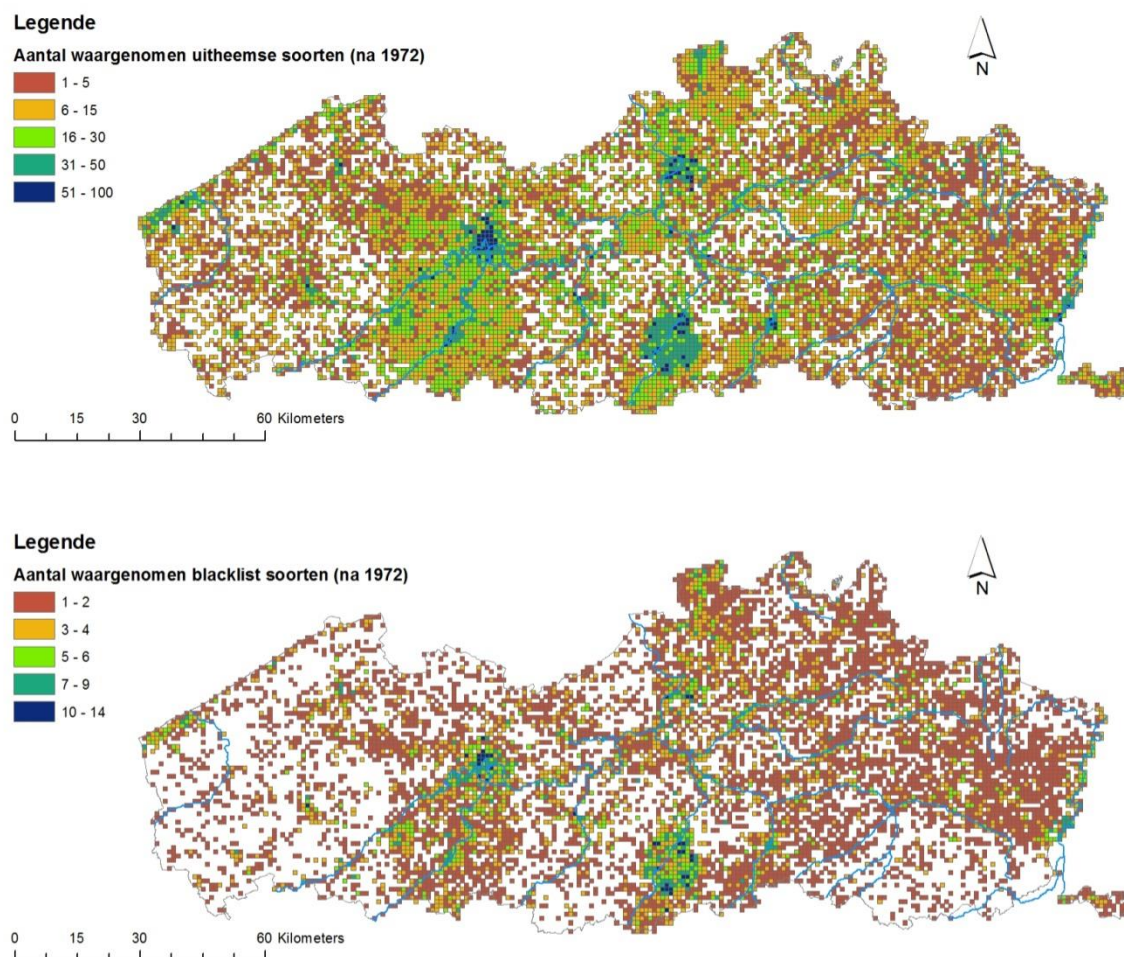 Legende
Aantal waargenomen uitheemse soorten (na 1972)
1 - 5
6 - 15
16 - 30
31 - 50
51 - 100
N
0 15 30 60 Kilometers
Legende
Aantal waargenomen blacklist soorten (na 1972)
1 - 2
3 - 4
5 - 6
7 - 9
10 - 14
N
0 15 30 60 Kilometers